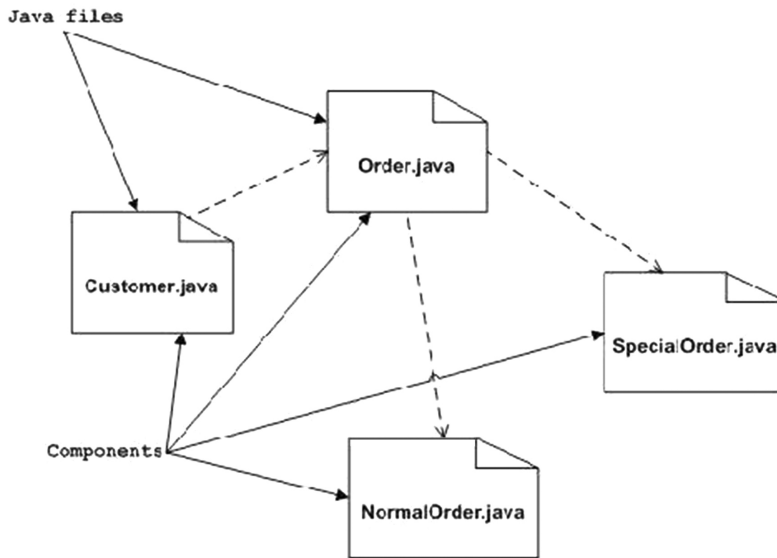 Java files
Order.java
Customer.java
SpecialOrder.java
Components
NormalOrder.java